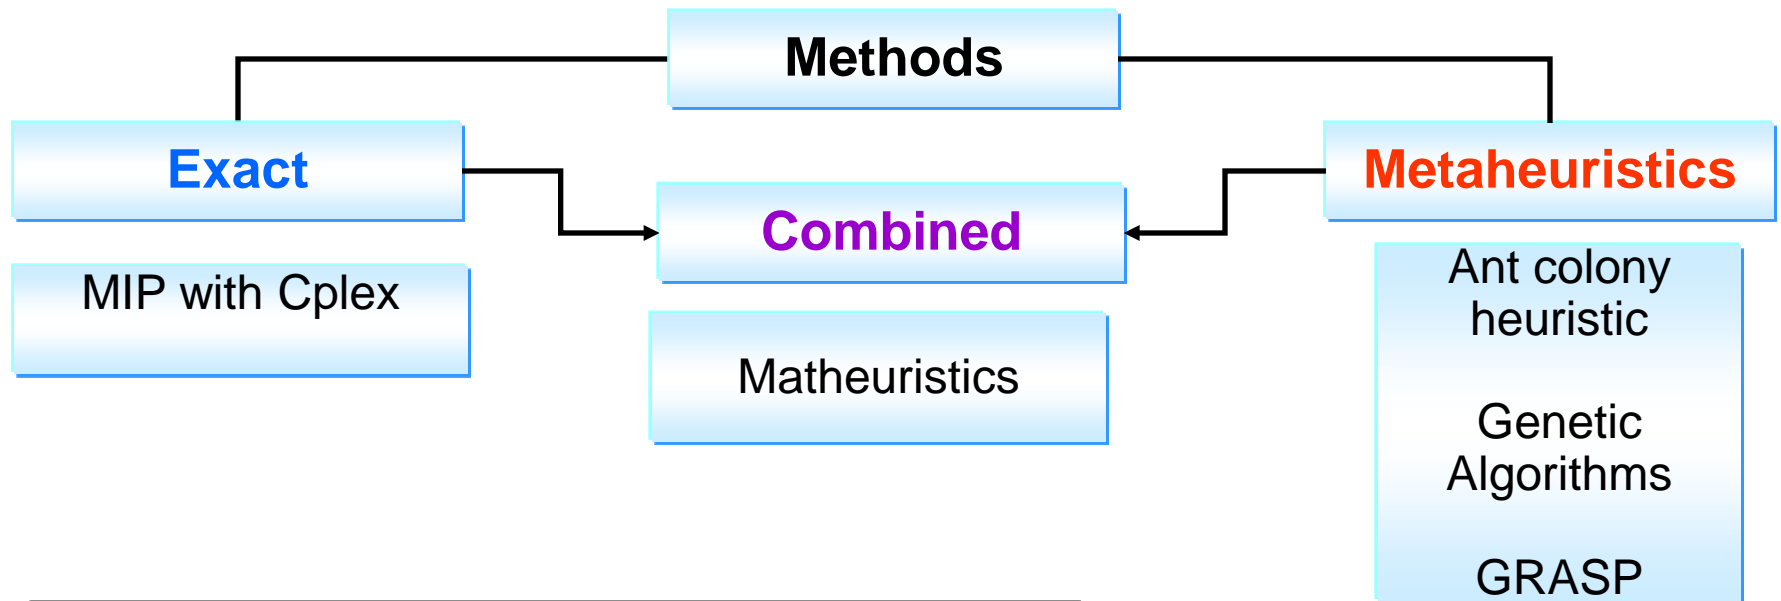 Methods
Exact
Metaheuristics
Combined
MIP with Cplex
Matheuristics
Ant colony
heuristic
Genetic
Algorithms
GRASP